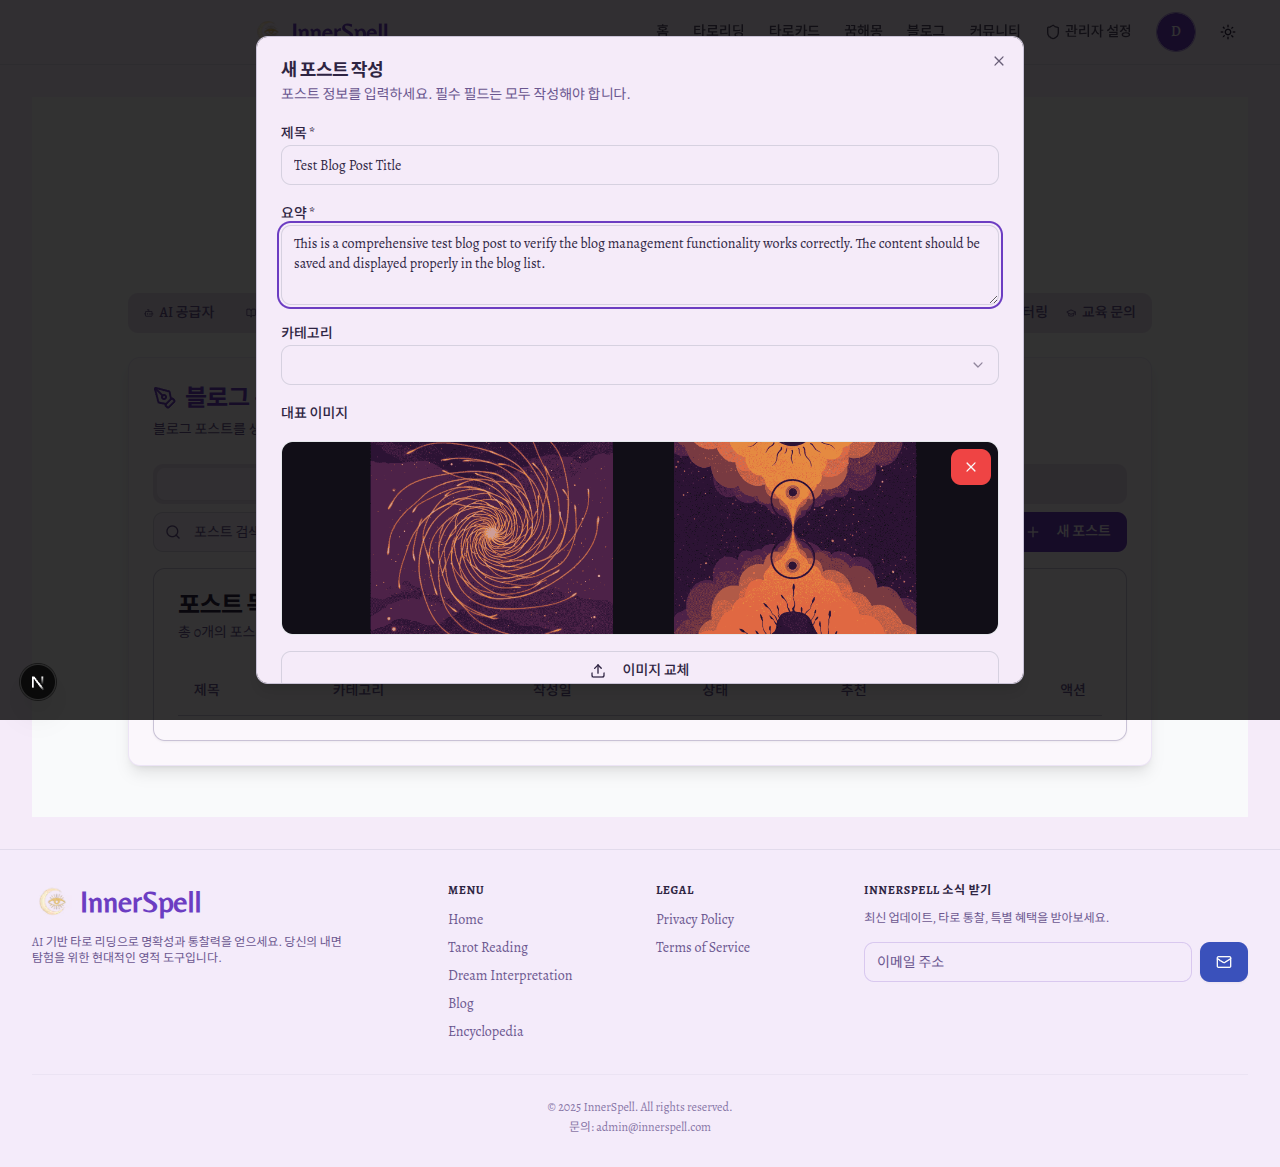 InnerSpell
홈
타로리딩
타로카드
꿈해몽
블로그
커뮤니티
관리자 설정
D
새 포스트 작성
포스트 정보를 입력하세요. 필수 필드는 모두 작성해야 합니다.
제목 *
Test Blog Post Title
요약 *
This is a comprehensive test blog post to verify the blog management functionality works correctly. The content should be
saved and displayed properly in the blog list.
카테고리
대표 이미지
이미지 교체
AI 공급자
터링
교육 문의
블로그
블로그 포스트를
포스트 검색
새 포스트
포스트
총 0개의 포스
제목
카테고리
작성일
상태
추천
액션
N
InnerSpell
AI 기반 타로 리딩으로 명확성과 통찰력을 얻으세요. 당신의 내면
탐험을 위한 현대적인 영적 도구입니다.
MENU
Home
Tarot Reading
Dream Interpretation
Blog
Encyclopedia
LEGAL
Privacy Policy
Terms of Service
INNERSPELL 소식 받기
최신 업데이트, 타로 통찰, 특별 혜택을 받아보세요.
이메일 주소
© 2025 InnerSpell. All rights reserved.
문의: admin@innerspell.com